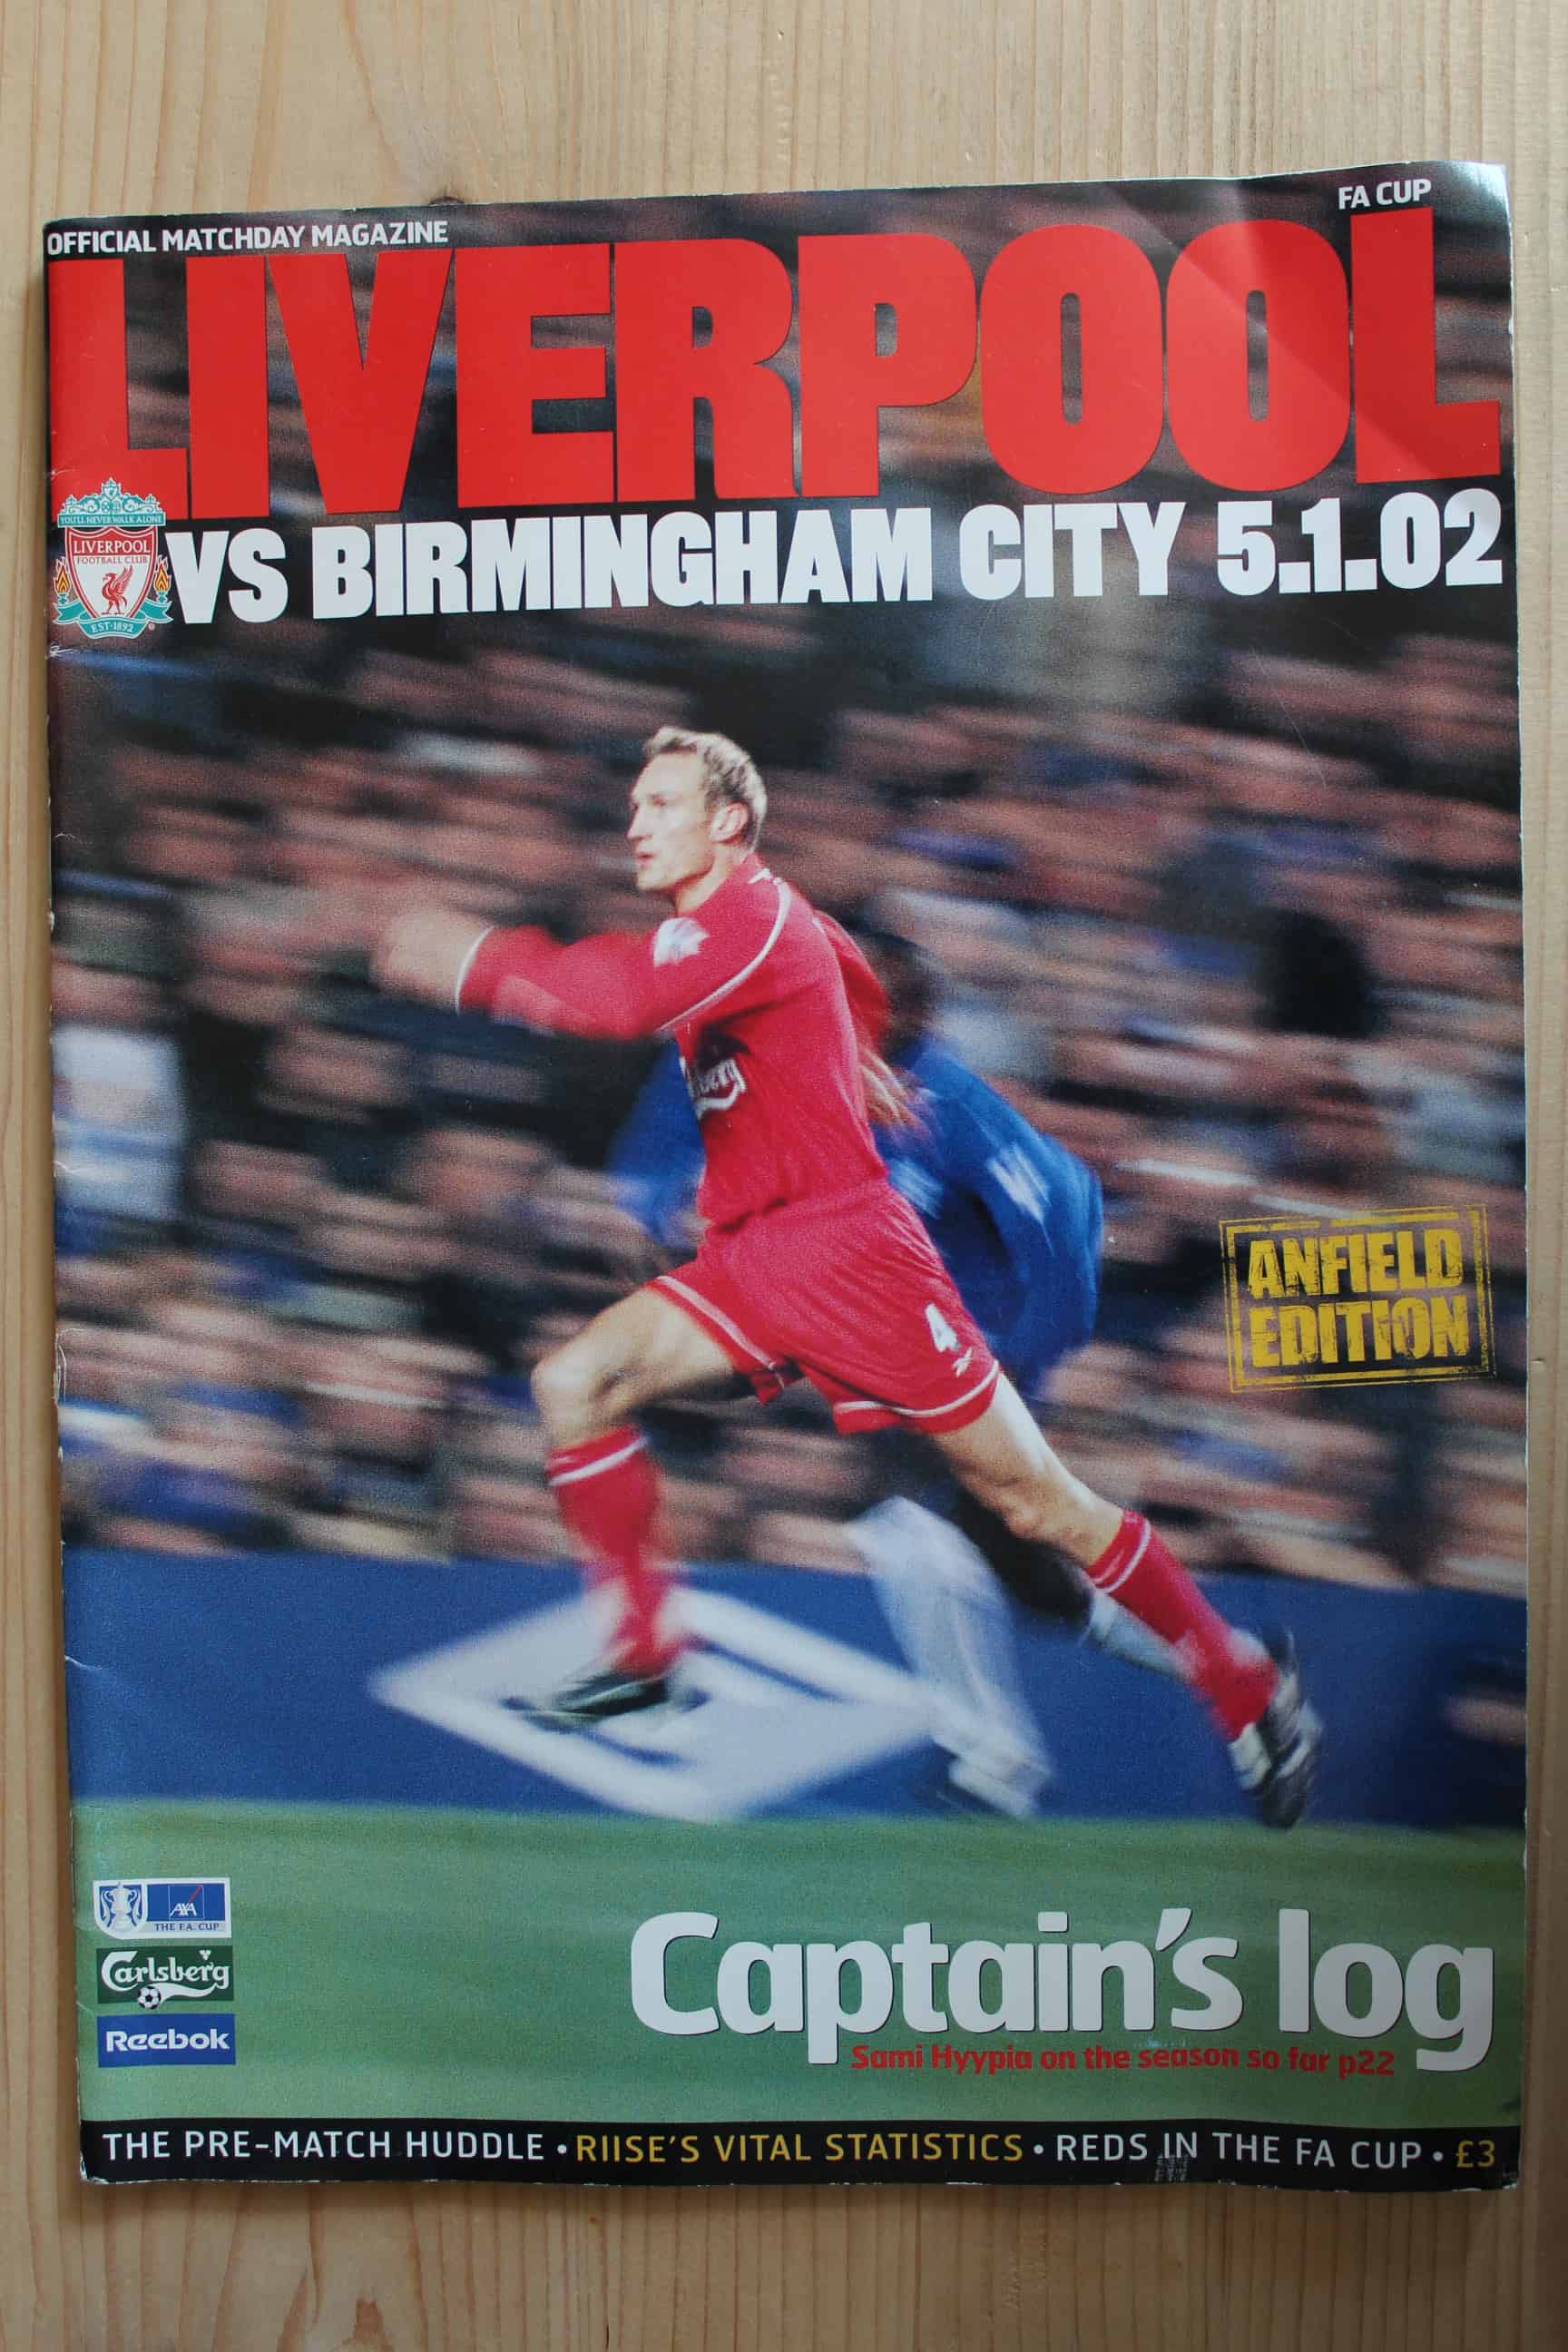 OFFICIAL MATCHDAY MAGAZINE
FA CUP
LIVERPOOL
YOU'LL NEVER WALK ALONE
LIVERPOOL
FOOTBALL CLUB
EST·1892
VS BIRMINGHAM CITY 5.1.02
4
ANFIELD
EDITION
AXA
THE F.A. CUP
Carlsberg
Reebok
Captain's log
Sami Hyypia on the season so far p22
THE PRE-MATCH HUDDLE • RIISE'S VITAL STATISTICS • REDS IN THE FA CUP • £3